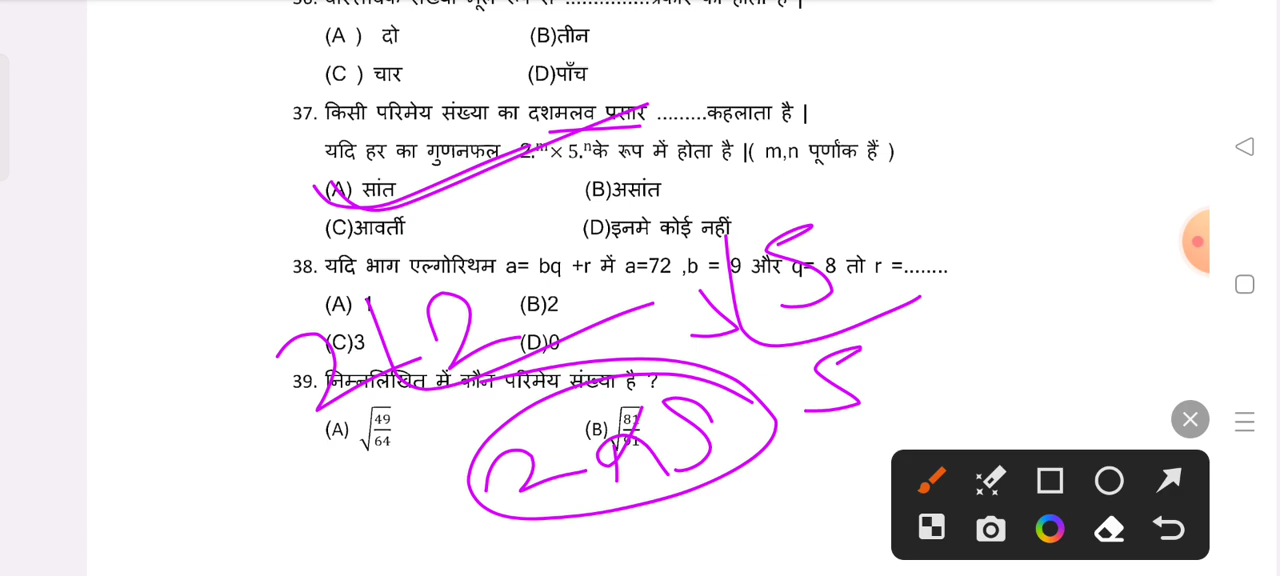 (A ) दो (B)तीन
(C ) चार (D)पाँच
37. किसी परिमेय संख्या का दशमलव प्रसार .........कहलाता है |
यदि हर का गुणनफल 2.ᵐ× 5.ⁿके रूप में होता है |( m,n पूर्णांक हैं )
(A) सांत (B)असांत
(C)आवर्ती (D)इनमे कोई नहीं
38. यदि भाग एल्गोरिथम a= bq +r में a=72 ,b = 9 और q= 8 तो r =........
(A) 1 (B)2
(C)3 (D)0
39. निम्नलिखित में कौन परिमेय संख्या है ?
(A) √49/64 (B) √81/91